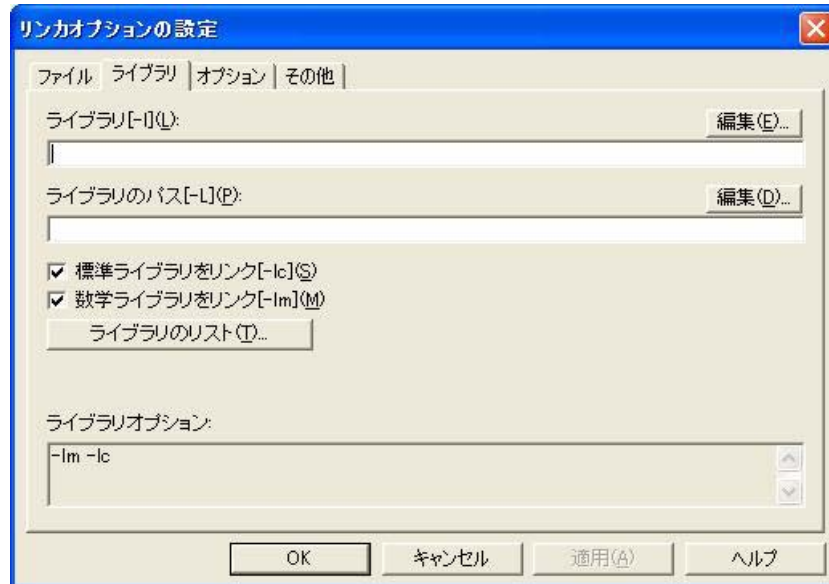 リンカオプションの設定
ファイル ライブラリ オプション その他
ライブラリ[-l](L): 編集(E)...
ライブラリのパス[-L](P): 編集(D)...
標準ライブラリをリンク[-lc](S)
数学ライブラリをリンク[-lm](M)
ライブラリのリスト(T)...
ライブラリオプション:
-lm -lc
OK キャンセル 適用(A) ヘルプ